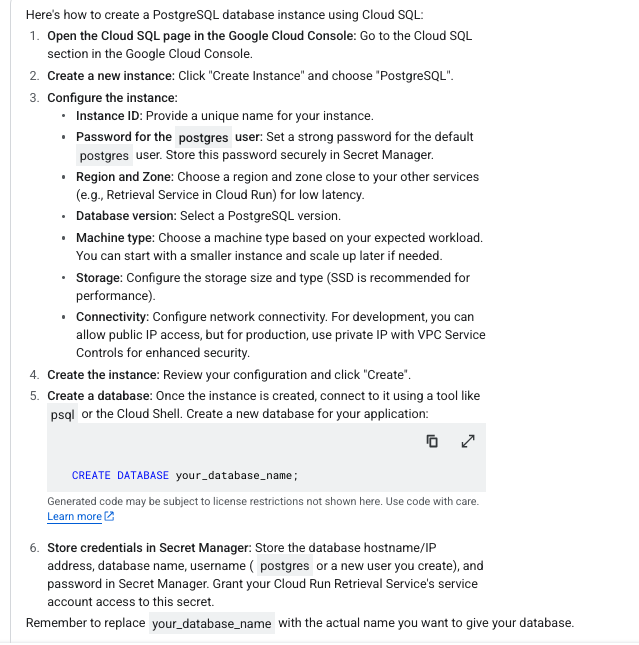 Here's how to create a PostgreSQL database instance using Cloud SQL:
1. Open the Cloud SQL page in the Google Cloud Console: Go to the Cloud SQL
section in the Google Cloud Console.
2. Create a new instance: Click "Create Instance" and choose "PostgreSQL".
3. Configure the instance:
• Instance ID: Provide a unique name for your instance.
• Password for the postgres user: Set a strong password for the default
postgres user. Store this password securely in Secret Manager.
• Region and Zone: Choose a region and zone close to your other services
(e.g., Retrieval Service in Cloud Run) for low latency.
• Database version: Select a PostgreSQL version.
• Machine type: Choose a machine type based on your expected workload.
You can start with a smaller instance and scale up later if needed.
• Storage: Configure the storage size and type (SSD is recommended for
performance).
• Connectivity: Configure network connectivity. For development, you can
allow public IP access, but for production, use private IP with VPC Service
Controls for enhanced security.
4. Create the instance: Review your configuration and click "Create".
5. Create a database: Once the instance is created, connect to it using a tool like
psql or the Cloud Shell. Create a new database for your application:
CREATE DATABASE your_database_name;
Generated code may be subject to license restrictions not shown here. Use code with care.
Learn more
6. Store credentials in Secret Manager: Store the database hostname/IP
address, database name, username ( postgres or a new user you create), and
password in Secret Manager. Grant your Cloud Run Retrieval Service's service
account access to this secret.
Remember to replace your_database_name with the actual name you want to give your database.